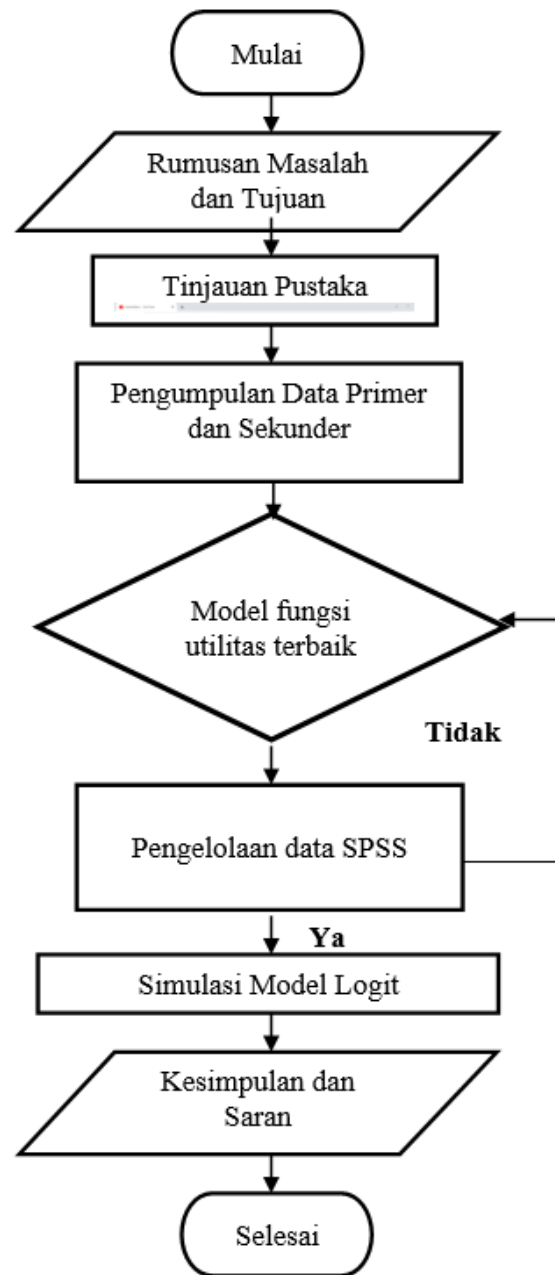 Mulai
Rumusan Masalah
dan Tujuan
Tinjauan Pustaka
Pengumpulan Data Primer
dan Sekunder
Model fungsi
utilitas terbaik
Tidak
Pengelolaan data SPSS
Ya
Simulasi Model Logit
Kesimpulan dan
Saran
Selesai